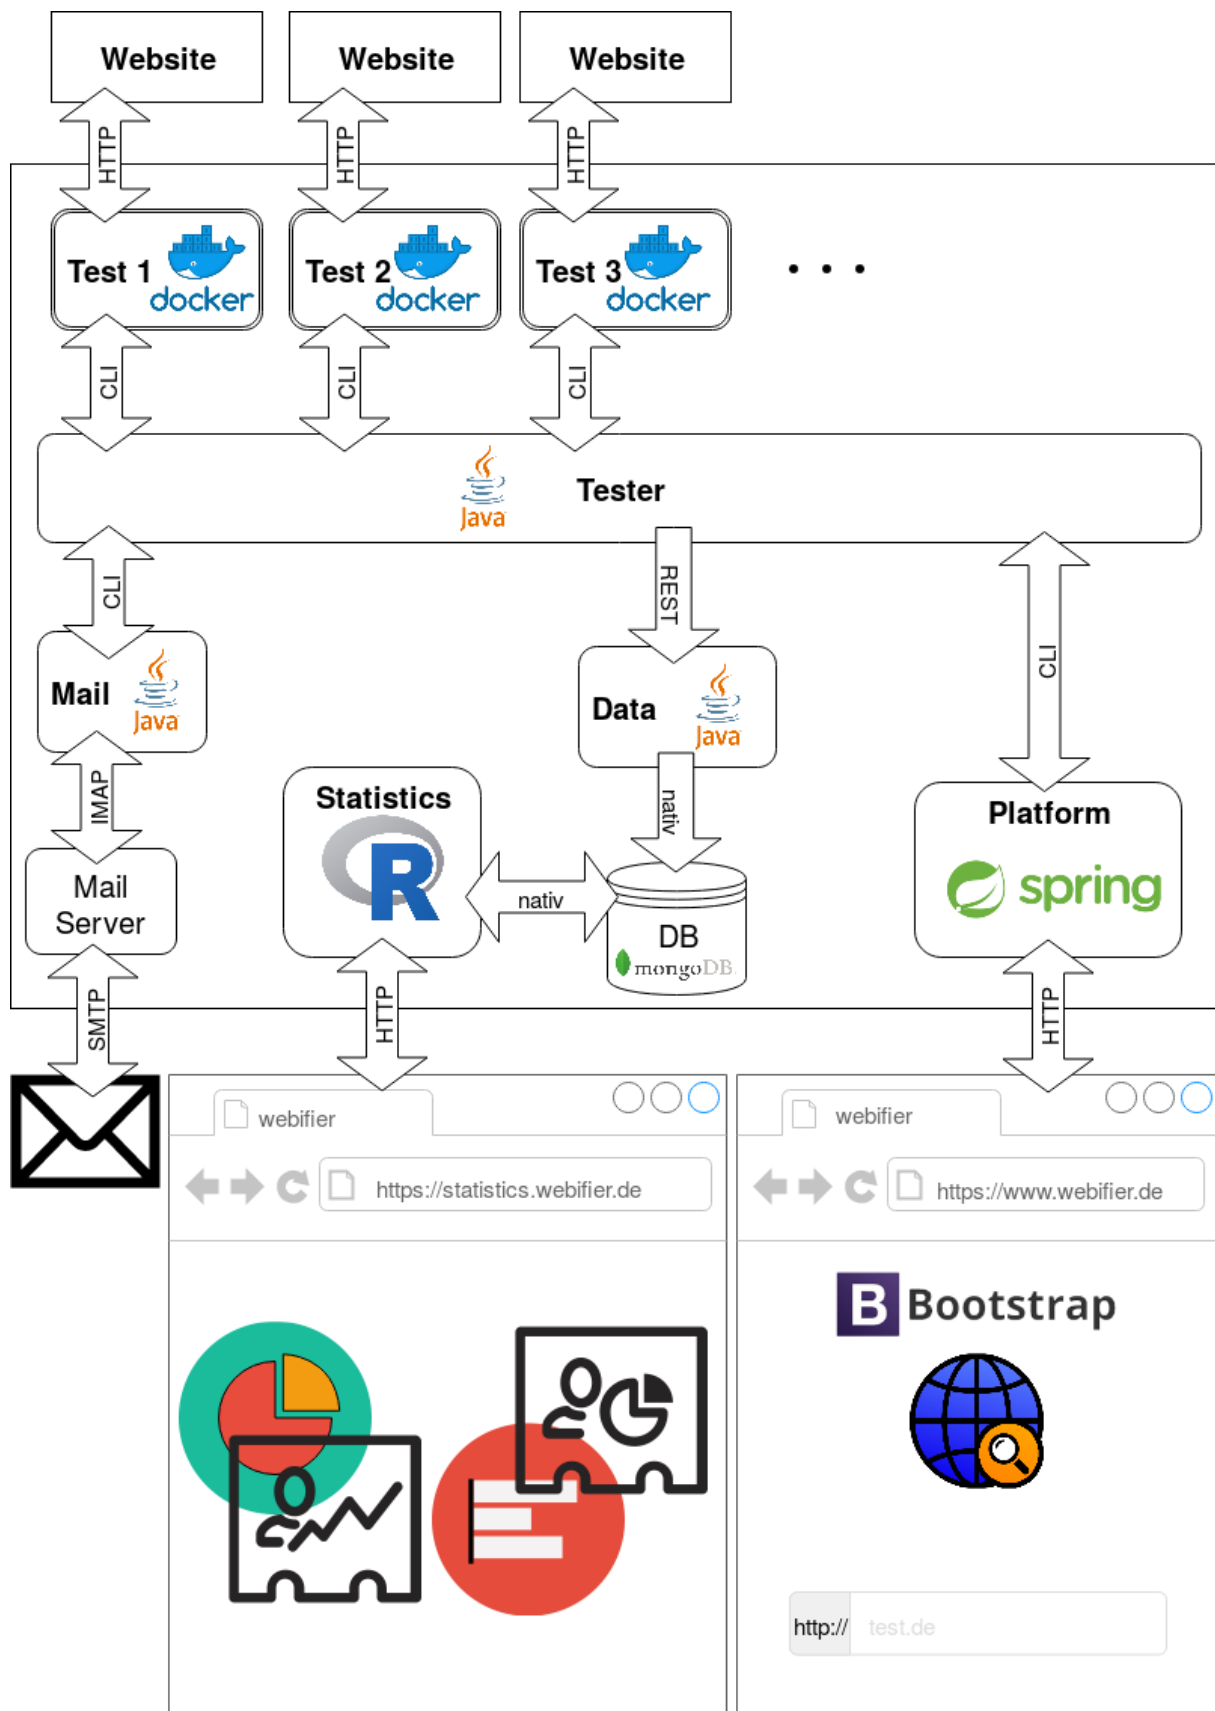 Website
Website
Website
HTTP
HTTP
HTTP
Test 1
docker
Test 2
docker
Test 3
docker
. . .
CLI
CLI
CLI
Java
Tester
CLI
REST
CLI
Mail
Java
Data
Java
IMAP
nativ
Statistics
R
Platform
spring
Mail
Server
nativ
DB
mongoDB
SMTP
HTTP
HTTP
webifier
https://statistics.webifier.de
webifier
https://www.webifier.de
B Bootstrap
http://
test.de